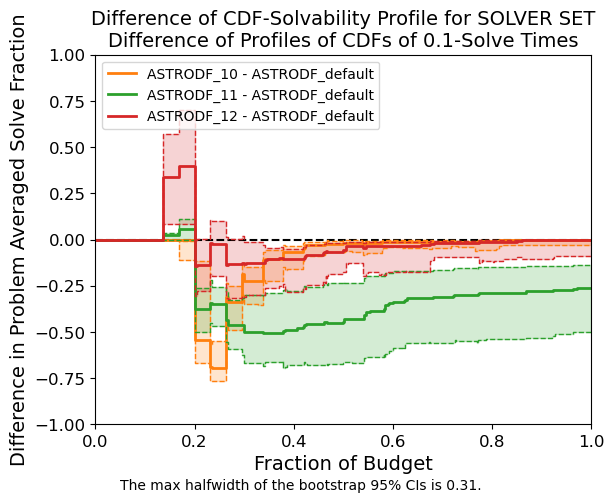 Difference of CDF-Solvability Profile for SOLVER SET
Difference of Profiles of CDFs of 0.1-Solve Times
Difference in Problem Averaged Solve Fraction
1.00
0.75
0.50
0.25
0.00
−0.25
−0.50
−0.75
−1.00
ASTRODF_10 - ASTRODF_default
ASTRODF_11 - ASTRODF_default
ASTRODF_12 - ASTRODF_default
0.0 0.2 0.4 0.6 0.8 1.0
Fraction of Budget
The max halfwidth of the bootstrap 95% CIs is 0.31.